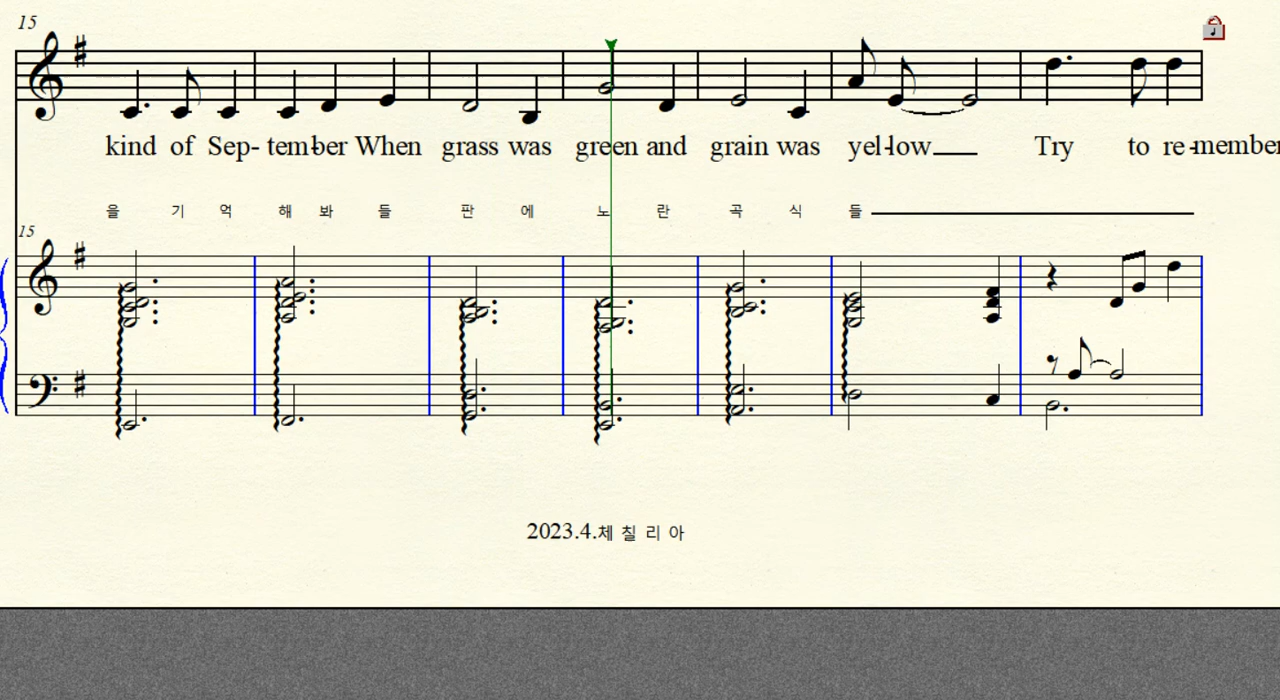 15
kind of Sep- tem-ber When grass was green and grain was yel-low Try to re-member
을 기 억 해 봐 들 판 에 노 란 곡 식 들
15
2023.4.체 칠 리 아